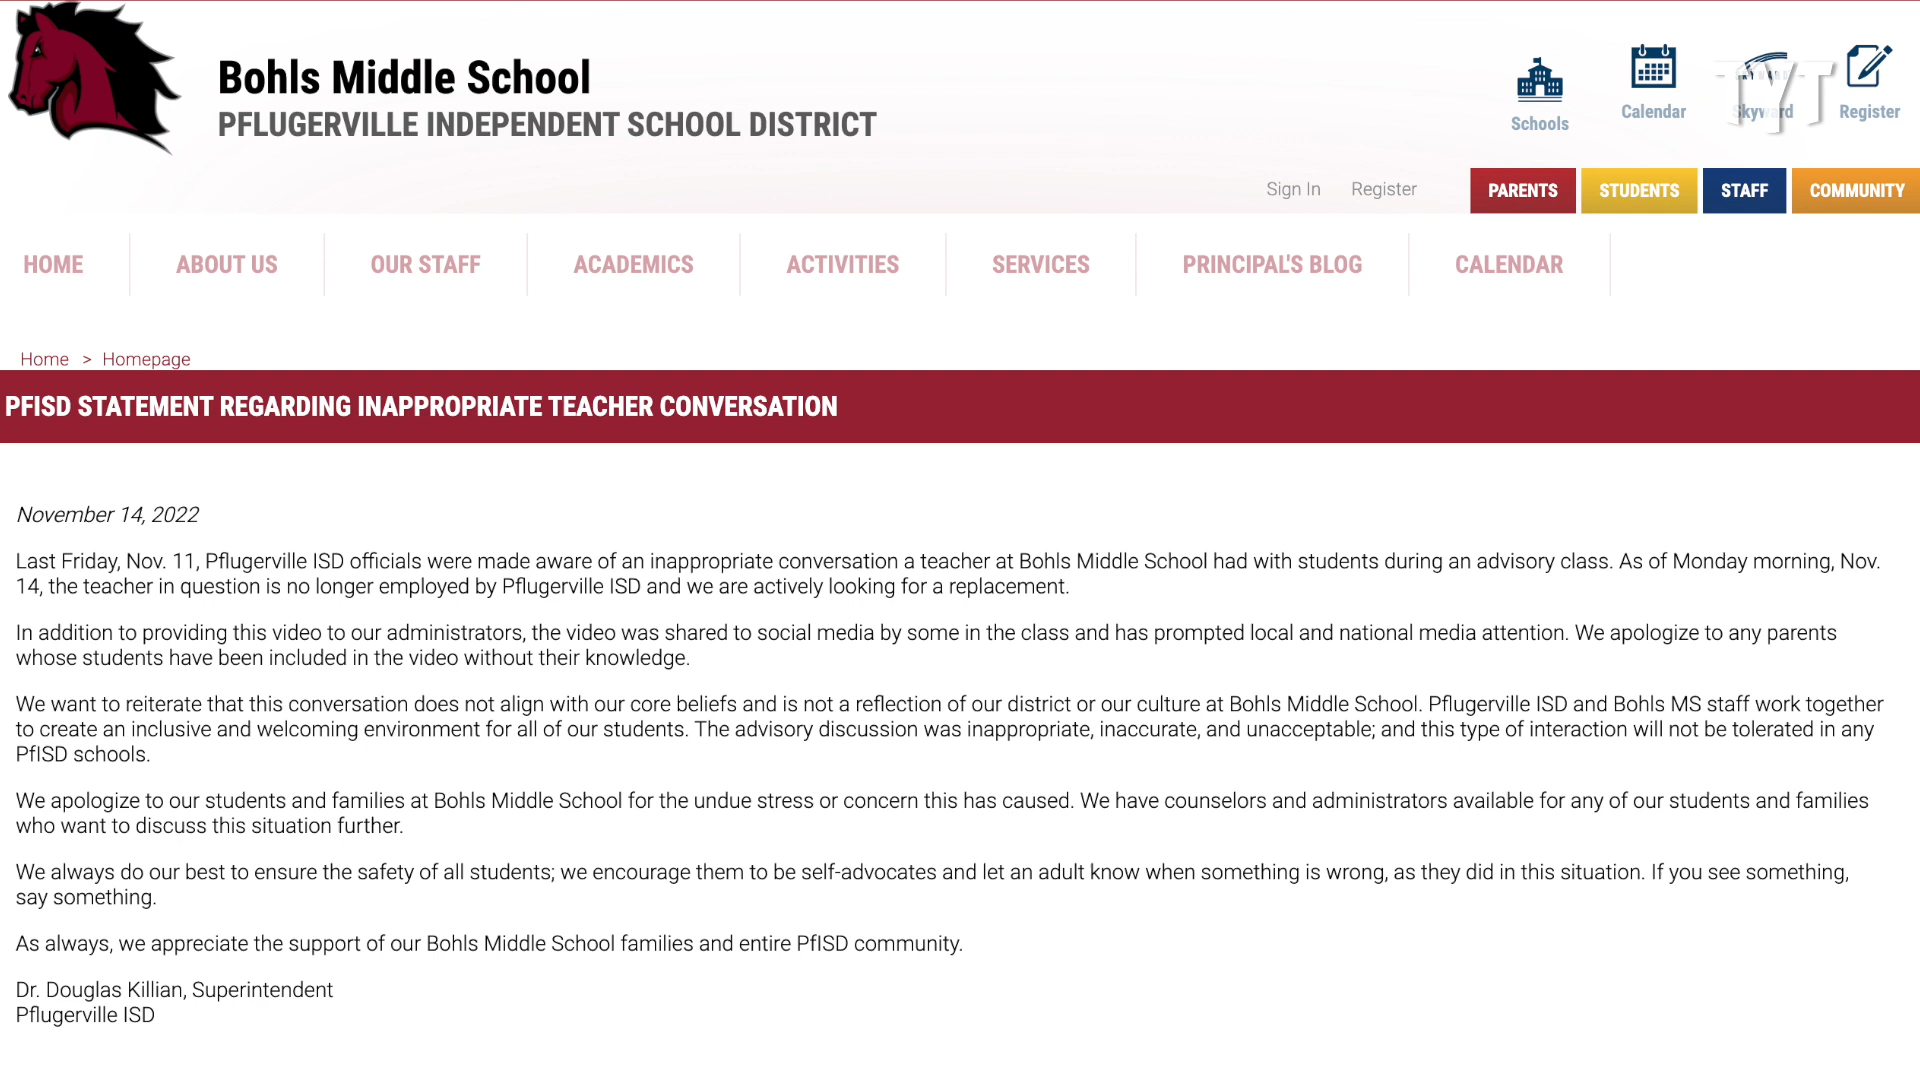 Bohls Middle School
PFLUGERVILLE INDEPENDENT SCHOOL DISTRICT
Schools
Calendar
Skyward
Register
TYT
Sign In
Register
PARENTS
STUDENTS
STAFF
COMMUNITY
HOME
ABOUT US
OUR STAFF
ACADEMICS
ACTIVITIES
SERVICES
PRINCIPAL'S BLOG
CALENDAR
Home > Homepage
PFISD STATEMENT REGARDING INAPPROPRIATE TEACHER CONVERSATION
November 14, 2022
Last Friday, Nov. 11, Pflugerville ISD officials were made aware of an inappropriate conversation a teacher at Bohls Middle School had with students during an advisory class. As of Monday morning, Nov.
14, the teacher in question is no longer employed by Pflugerville ISD and we are actively looking for a replacement.
In addition to providing this video to our administrators, the video was shared to social media by some in the class and has prompted local and national media attention. We apologize to any parents
whose students have been included in the video without their knowledge.
We want to reiterate that this conversation does not align with our core beliefs and is not a reflection of our district or our culture at Bohls Middle School. Pflugerville ISD and Bohls MS staff work together
to create an inclusive and welcoming environment for all of our students. The advisory discussion was inappropriate, inaccurate, and unacceptable; and this type of interaction will not be tolerated in any
PfISD schools.
We apologize to our students and families at Bohls Middle School for the undue stress or concern this has caused. We have counselors and administrators available for any of our students and families
who want to discuss this situation further.
We always do our best to ensure the safety of all students; we encourage them to be self-advocates and let an adult know when something is wrong, as they did in this situation. If you see something,
say something.
As always, we appreciate the support of our Bohls Middle School families and entire PfISD community.
Dr. Douglas Killian, Superintendent
Pflugerville ISD